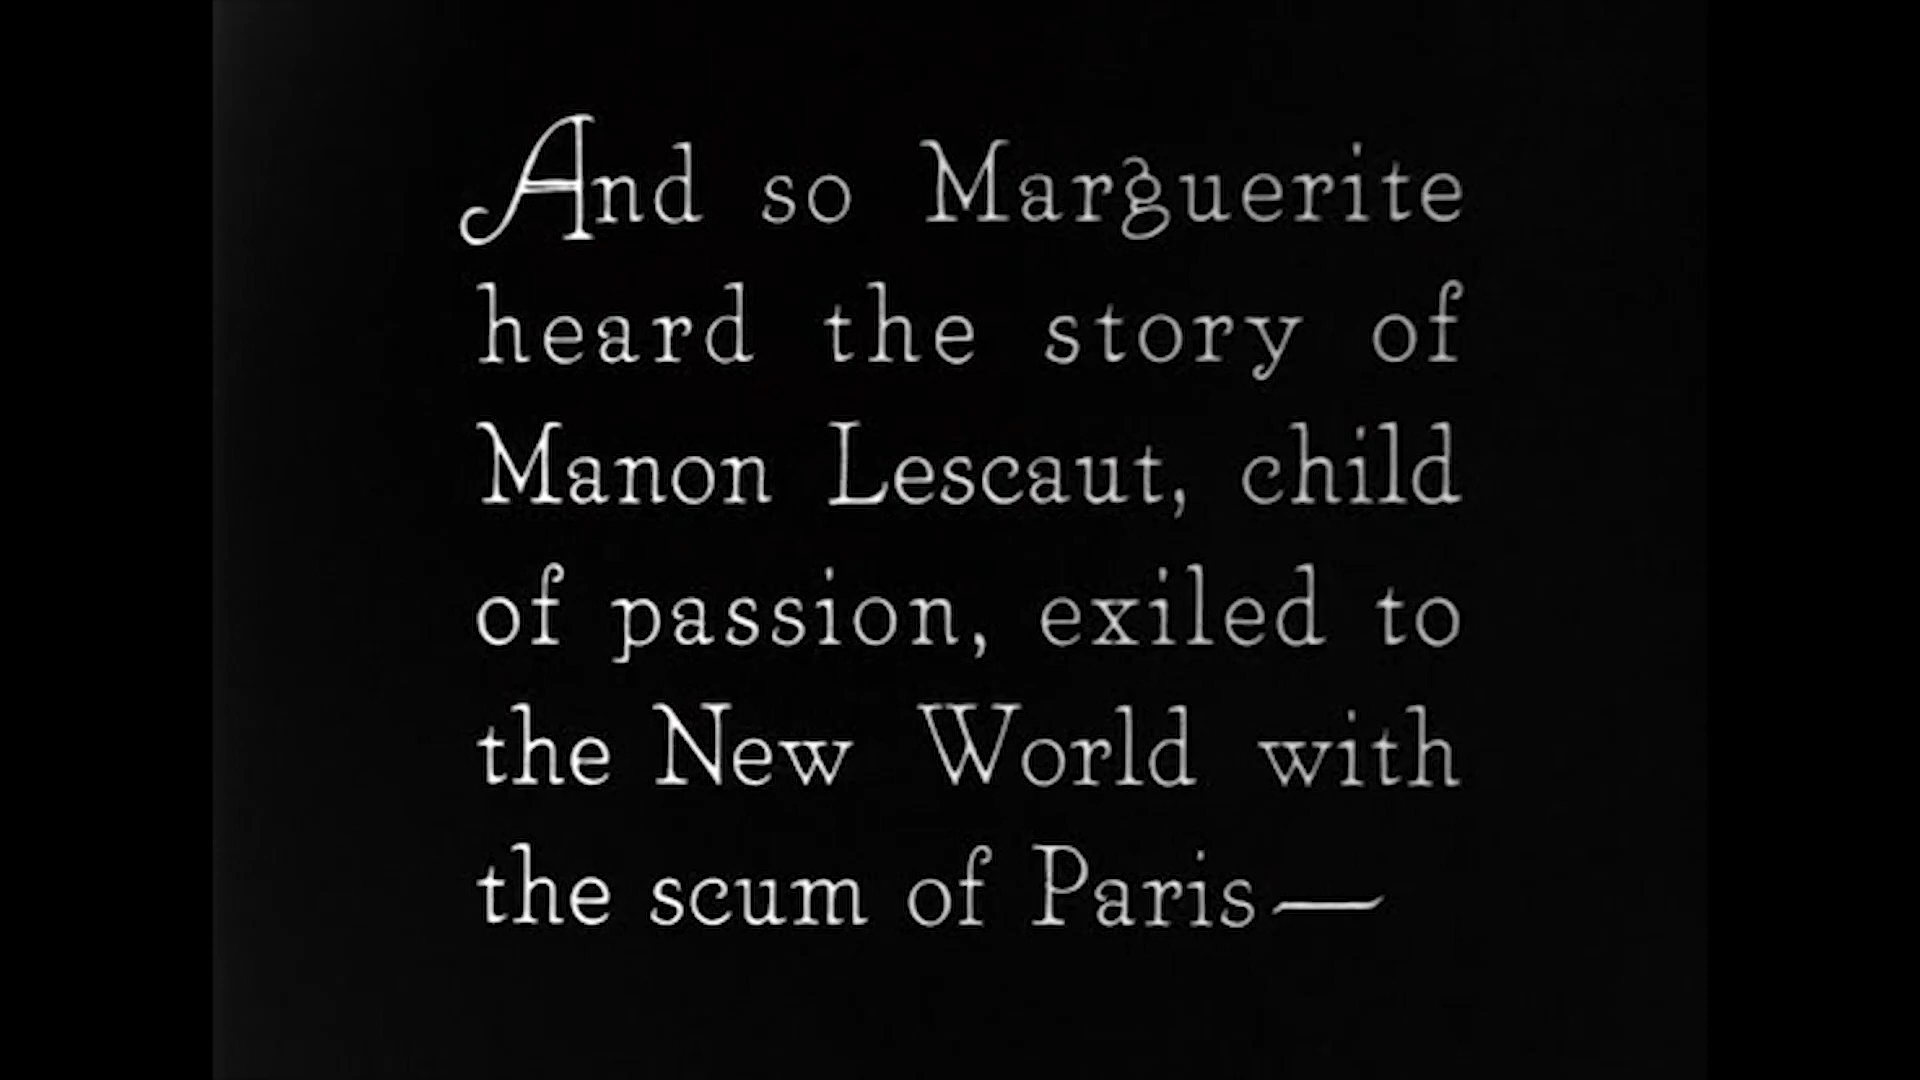 And so Marguerite
heard the story of
Manon Lescaut, child
of passion, exiled to
the New World with
the scum of Paris—